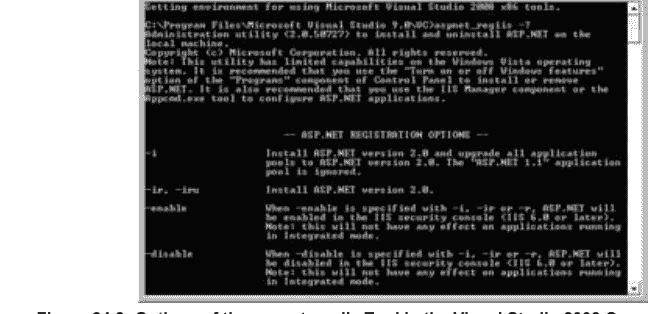 Setting environment for using Microsoft Visual Studio 2008 x86 tools.
C:\Program Files\Microsoft Visual Studio 9.0\VC>aspnet_regiis -?
Administration utility (2.0.50727) to install and uninstall ASP.NET on the
local machine.
Copyright (c) Microsoft Corporation. All rights reserved.
Note: This utility has limited capabilities on the Windows Vista operating
system. It is recommended that you use the "Turn on or off Windows features"
option of the "Programs" component of Control Panel to install or remove
ASP.NET. It is also recommended that you use the IIS Manager component or the
Appcmd.exe tool to configure ASP.NET applications.
-- ASP.NET REGISTRATION OPTIONS --
-i Install ASP.NET version 2.0 and upgrade all application
pools to ASP.NET version 2.0. The "ASP.NET 1.1" application
pool is ignored.
-ir, -iru Install ASP.NET version 2.0.
-enable When -enable is specified with -i, -ir or -r, ASP.NET will
be enabled in the IIS security console (IIS 6.0 or later).
Note: this will not have any effect on applications running
in Integrated mode.
-disable When -disable is specified with -i, -ir or -r, ASP.NET will
be disabled in the IIS security console (IIS 6.0 or later).
Note: this will not have any effect on applications running
in Integrated mode.